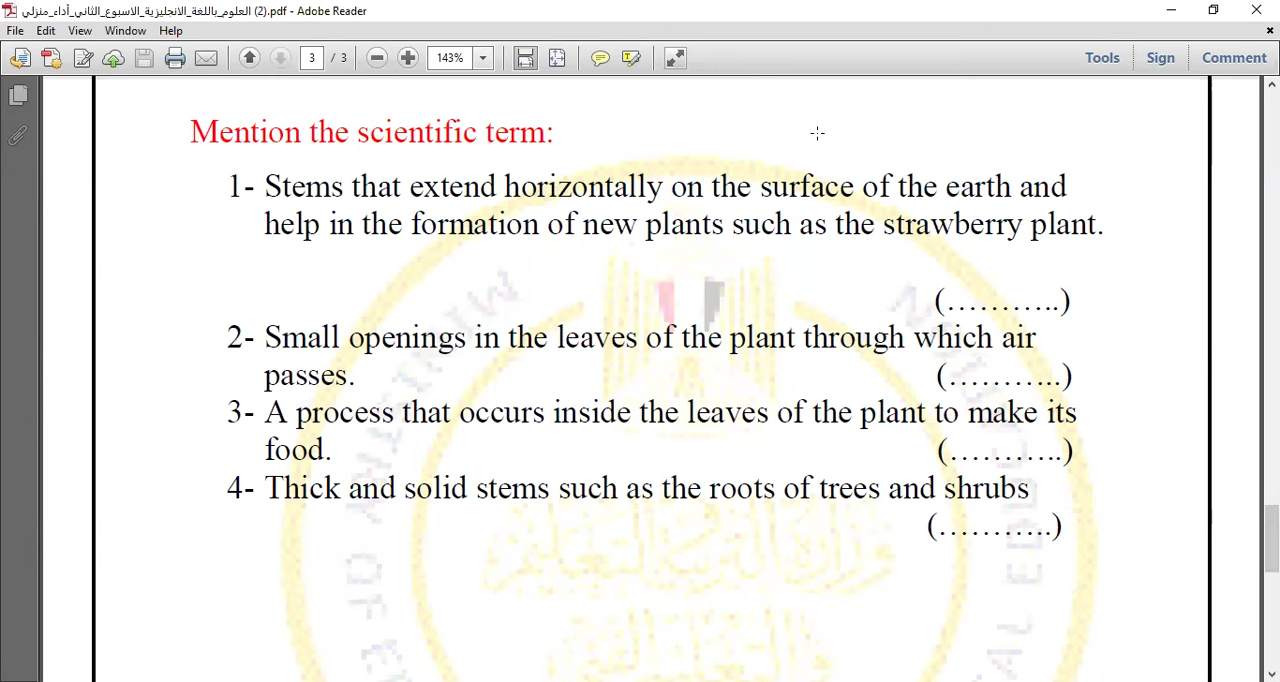 العلوم_باللغة_الانجليزية_الاسبوع_الثاني_أداء_منزلي (2).pdf - Adobe Reader
File Edit View Window Help
3 / 3 143% Tools Sign Comment
Mention the scientific term:
1- Stems that extend horizontally on the surface of the earth and
help in the formation of new plants such as the strawberry plant.
(………..)
2- Small openings in the leaves of the plant through which air
passes. (………..)
3- A process that occurs inside the leaves of the plant to make its
food. (………..)
4- Thick and solid stems such as the roots of trees and shrubs
(………..)
وزارة التربية والتعليم